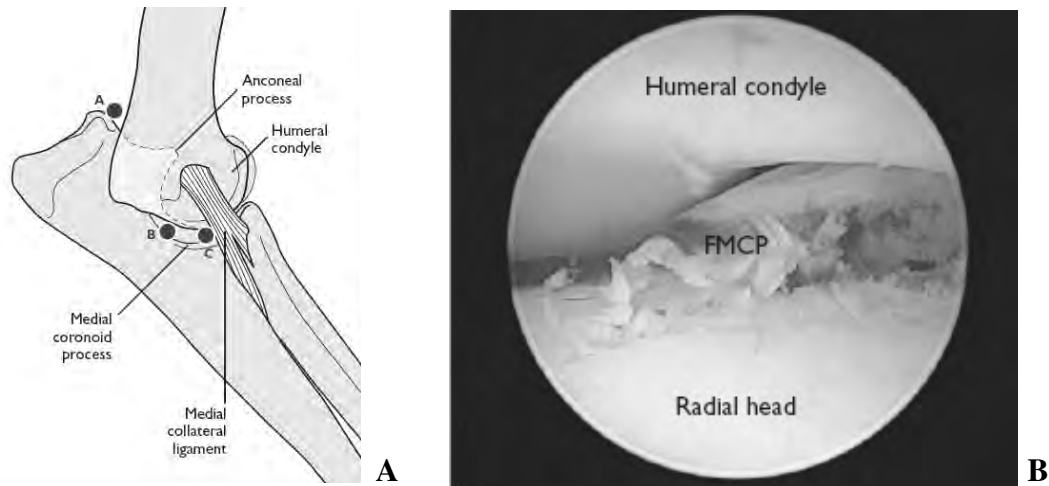 A
Anconeal
process
Humeral
condyle
B
C
Medial
coronoid
process
Medial
collateral
ligament
A
Humeral condyle
FMCP
Radial head
B